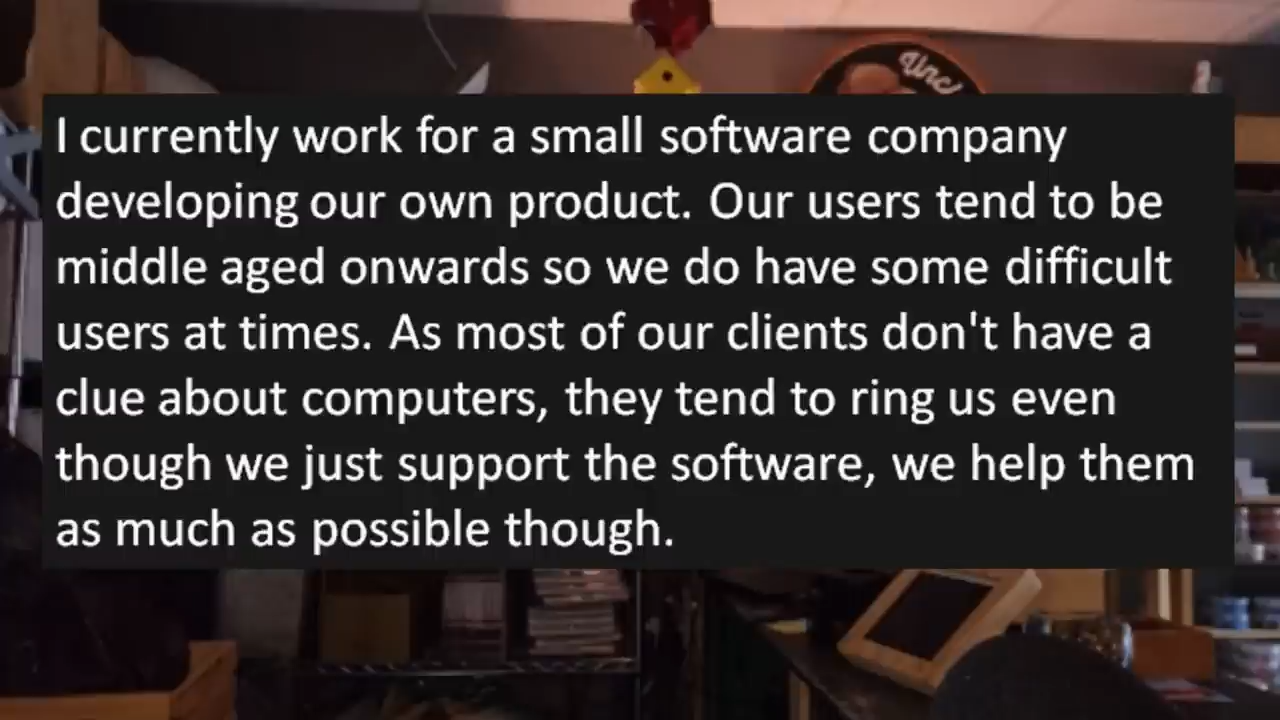 Unc
I currently work for a small software company
developing our own product. Our users tend to be
middle aged onwards so we do have some difficult
users at times. As most of our clients don't have a
clue about computers, they tend to ring us even
though we just support the software, we help them
as much as possible though.